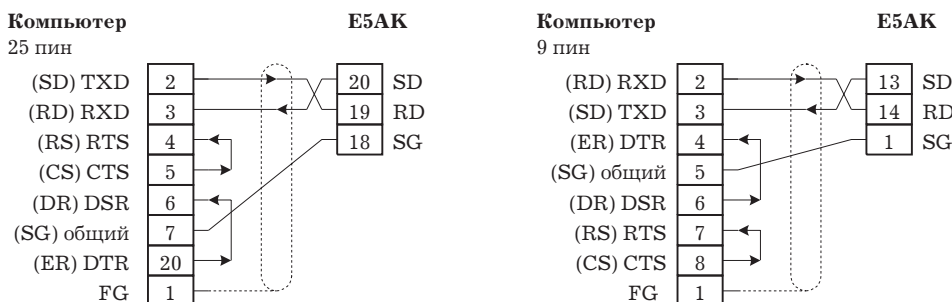 Компьютер E5AK
25 пин
(SD) TXD 2 20 SD
(RD) RXD 3 19 RD
(RS) RTS 4 18 SG
(CS) CTS 5
(DR) DSR 6
(SG) общий 7
(ER) DTR 20
FG 1
Компьютер E5AK
9 пин
(RD) RXD 2 13 SD
(SD) TXD 3 14 RD
(ER) DTR 4 1 SG
(SG) общий 5
(DR) DSR 6
(RS) RTS 7
(CS) CTS 8
FG 1